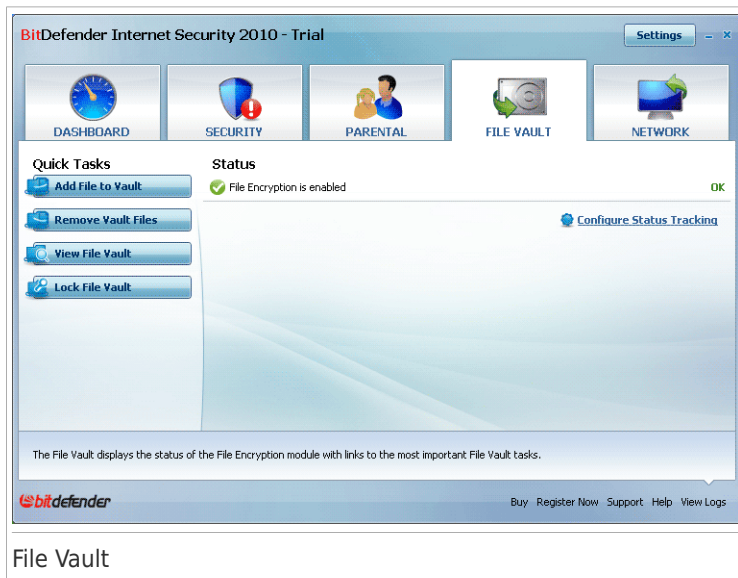 BitDefender Internet Security 2010 - Trial
Settings
DASHBOARD
SECURITY
PARENTAL
FILE VAULT
NETWORK
Quick Tasks
Add File to Vault
Remove Vault Files
View File Vault
Lock File Vault
Status
File Encryption is enabled
OK
Configure Status Tracking
The File Vault displays the status of the File Encryption module with links to the most important File Vault tasks.
bitdefender
Buy Register Now Support Help View Logs
File Vault